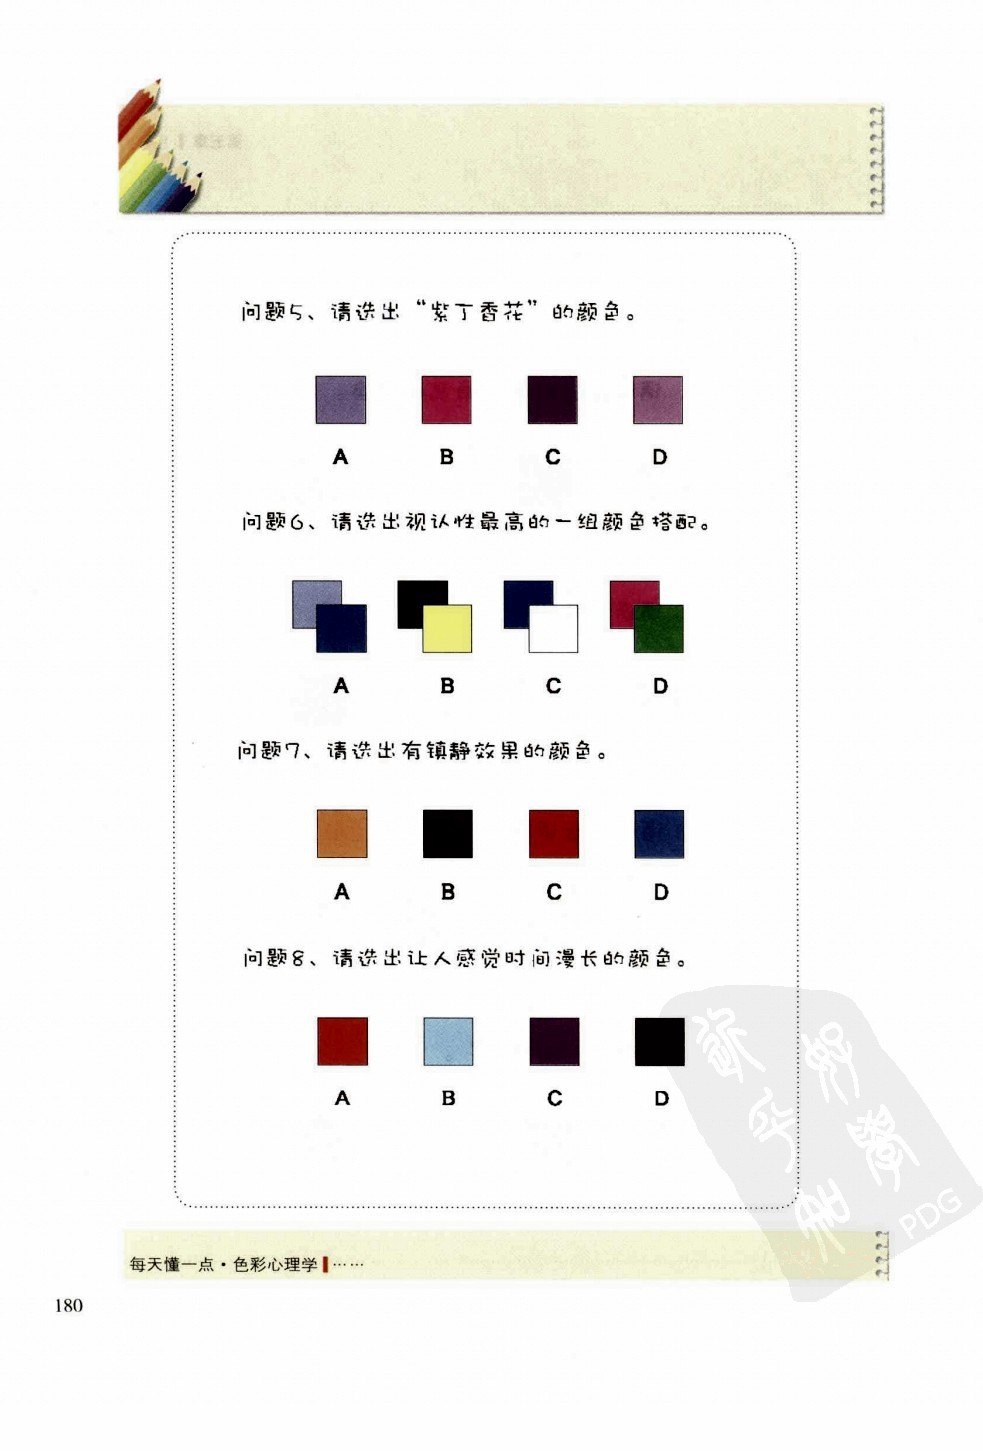 问题5、请选出“紫丁香花”的颜色。
A B C D
问题6、请选出视认性最高的一组颜色搭配。
A B C D
问题7、请选出有镇静效果的颜色。
A B C D
问题8、请选出让人感觉时间漫长的颜色。
A B C D
PDG
每天懂一点·色彩心理学 ……
180